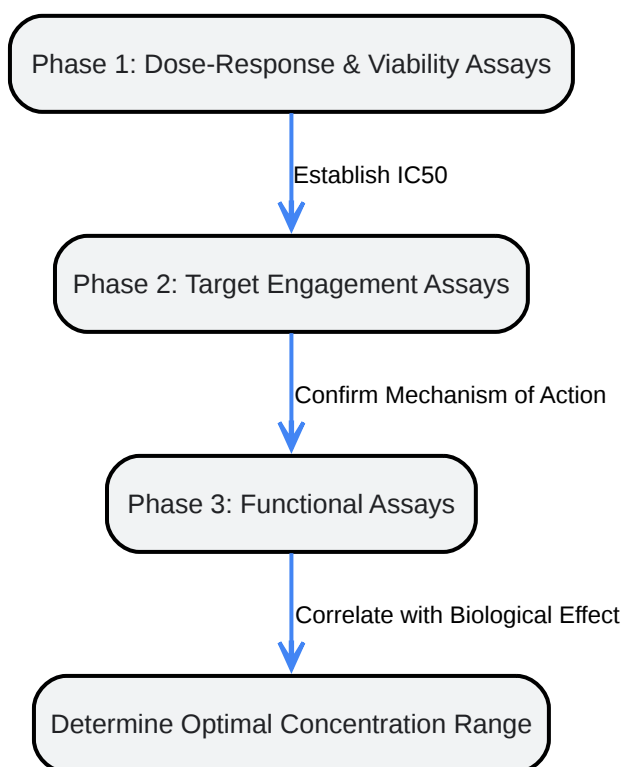 Phase 1: Dose-Response & Viability Assays
Establish IC50
Phase 2: Target Engagement Assays
Confirm Mechanism of Action
Phase 3: Functional Assays
Correlate with Biological Effect
Determine Optimal Concentration Range